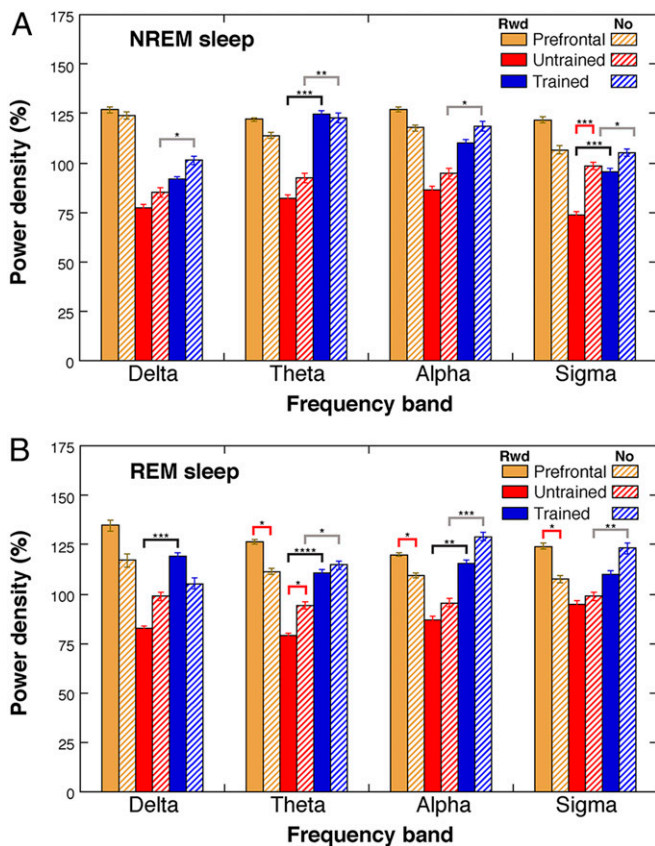 A
NREM sleep
Rwd No
Prefrontal
Untrained
Trained
175
150
125
100
75
50
25
0
Power density (%)
*
***
**
*
***
***
*
Delta Theta Alpha Sigma
Frequency band
B
REM sleep
Rwd No
Prefrontal
Untrained
Trained
175
150
125
100
75
50
25
0
Power density (%)
***
*
****
*
*
*
**
***
*
**
Delta Theta Alpha Sigma
Frequency band